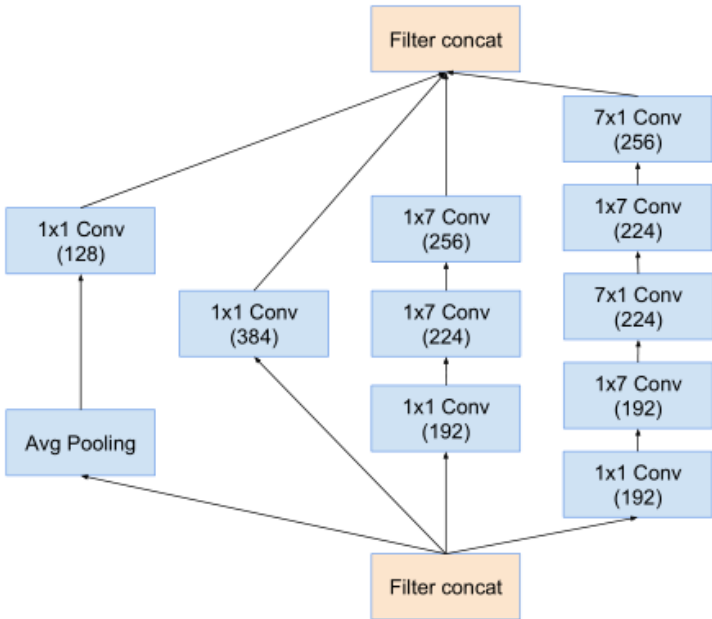 Filter concat
7x1 Conv
(256)
1x1 Conv
(128)
1x7 Conv
(256)
1x7 Conv
(224)
1x1 Conv
(384)
1x7 Conv
(224)
7x1 Conv
(224)
Avg Pooling
1x1 Conv
(192)
1x7 Conv
(192)
1x1 Conv
(192)
Filter concat